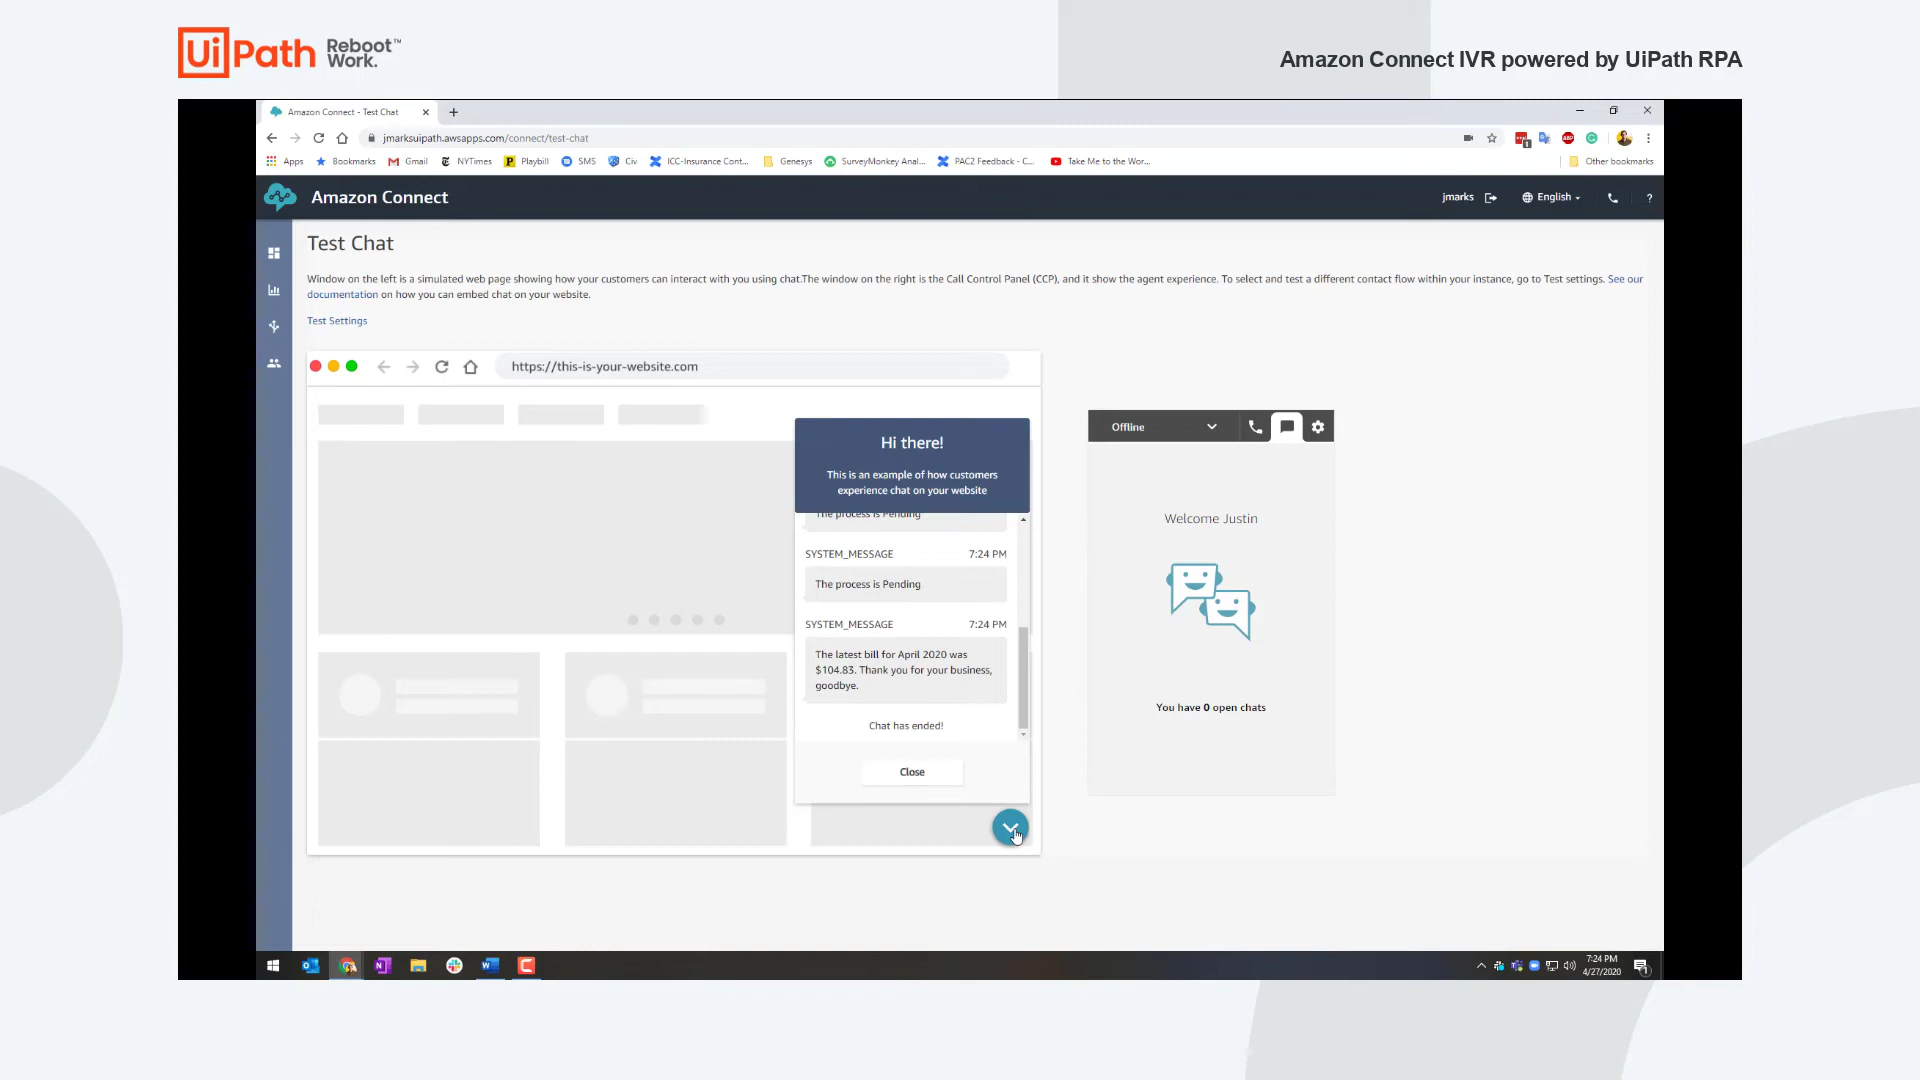 UiPath Reboot Work.™
Amazon Connect IVR powered by UiPath RPA
Amazon Connect - Test Chat
jmarksuipath.awsapps.com/connect/test-chat
Apps Bookmarks Gmail NYTimes Playbill SMS Civ ICC-Insurance Cont... Genesys SurveyMonkey Anal... PAC2 Feedback - C... Take Me to the Wor... Other bookmarks
Amazon Connect
jmarks English ?
Test Chat
Window on the left is a simulated web page showing how your customers can interact with you using chat.The window on the right is the Call Control Panel (CCP), and it show the agent experience. To select and test a different contact flow within your instance, go to Test settings. See our
documentation on how you can embed chat on your website.
Test Settings
https://this-is-your-website.com
Hi there!
This is an example of how customers
experience chat on your website
The process is Pending
SYSTEM_MESSAGE 7:24 PM
The process is Pending
SYSTEM_MESSAGE 7:24 PM
The latest bill for April 2020 was
$104.83. Thank you for your business,
goodbye.
Chat has ended!
Close
Offline
Welcome Justin
You have 0 open chats
7:24 PM
4/27/2020